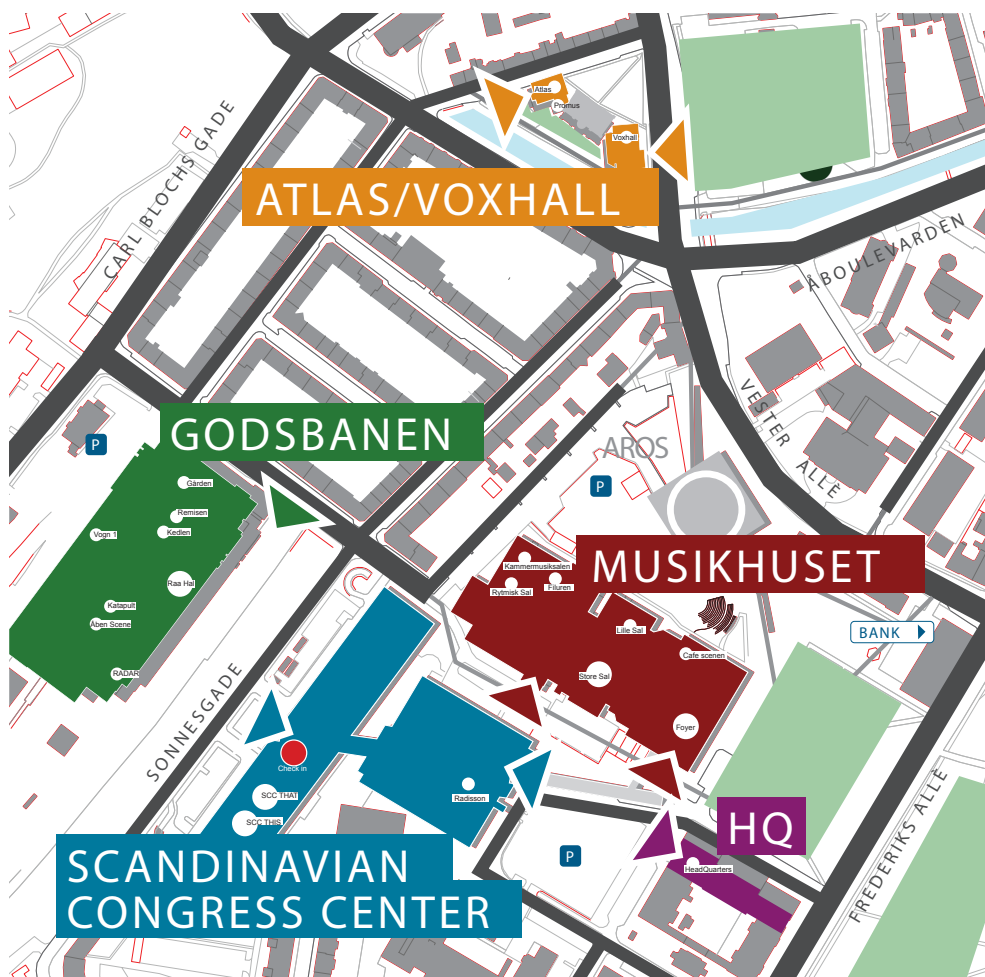 Atlas
Promus
Voxhall
ATLAS/VOXHALL
CARL BLOCHS GADE
ÅBOULEVARDEN
VESTER ALLÈ
GODSBANEN
P
AROS
P
Gården
Remisen
Vogn 1
Kedlen
Raa Hal
Katapult
Åben Scene
RADAR
MUSIKHUSET
Kammermusiksalen
Filuren
Rytmisk Sal
Lille Sal
Cafe scenen
Store Sal
Foyer
BANK
SONNESGADE
Check in
SCC THAT
SCC THIS
Radisson
P
HQ
HeadQuarters
FREDERIKS ALLÈ
SCANDINAVIAN
CONGRESS CENTER